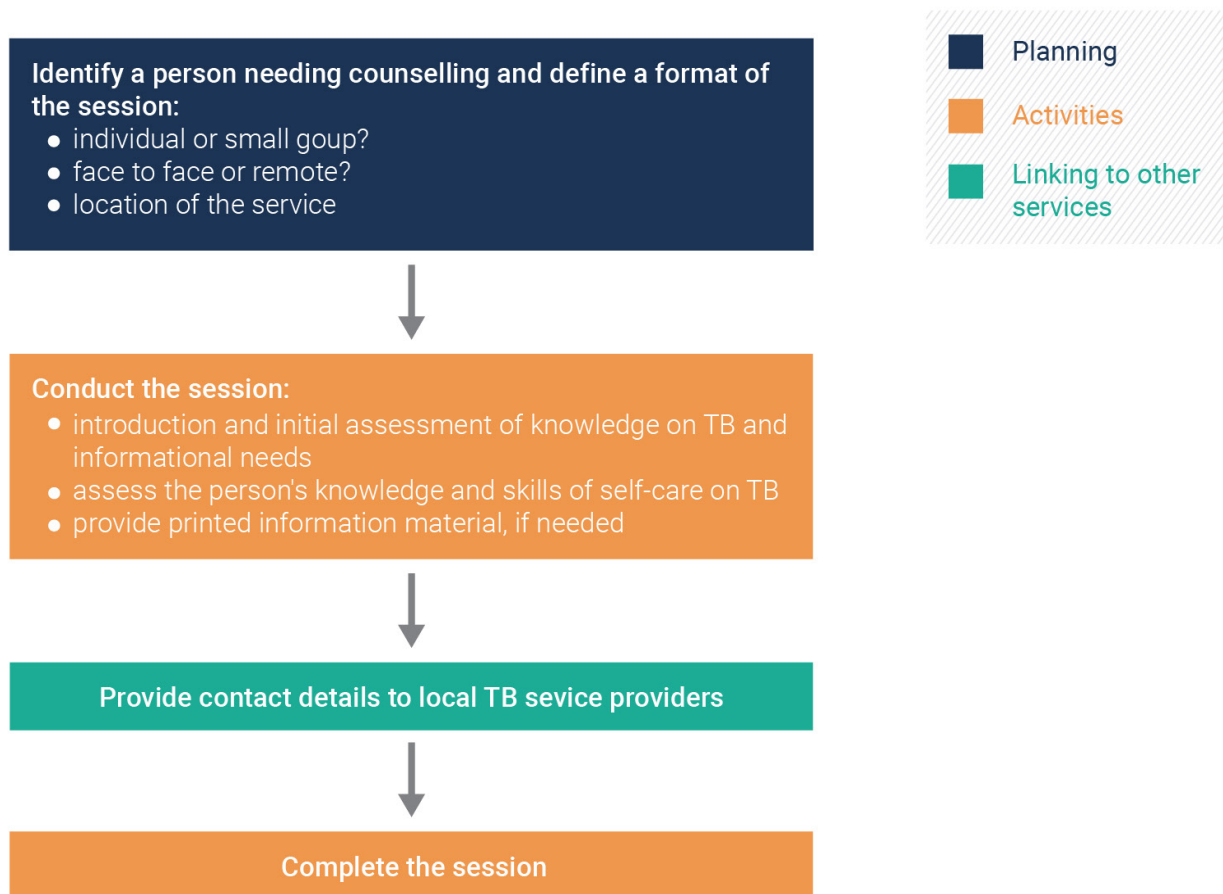 Identify a person needing counselling and define a format of
the session:
● individual or small goup?
● face to face or remote?
● location of the service
Conduct the session:
● introduction and initial assessment of knowledge on TB and
informational needs
● assess the person's knowledge and skills of self-care on TB
● provide printed information material, if needed
Provide contact details to local TB sevice providers
Complete the session
Planning
Activities
Linking to other
services